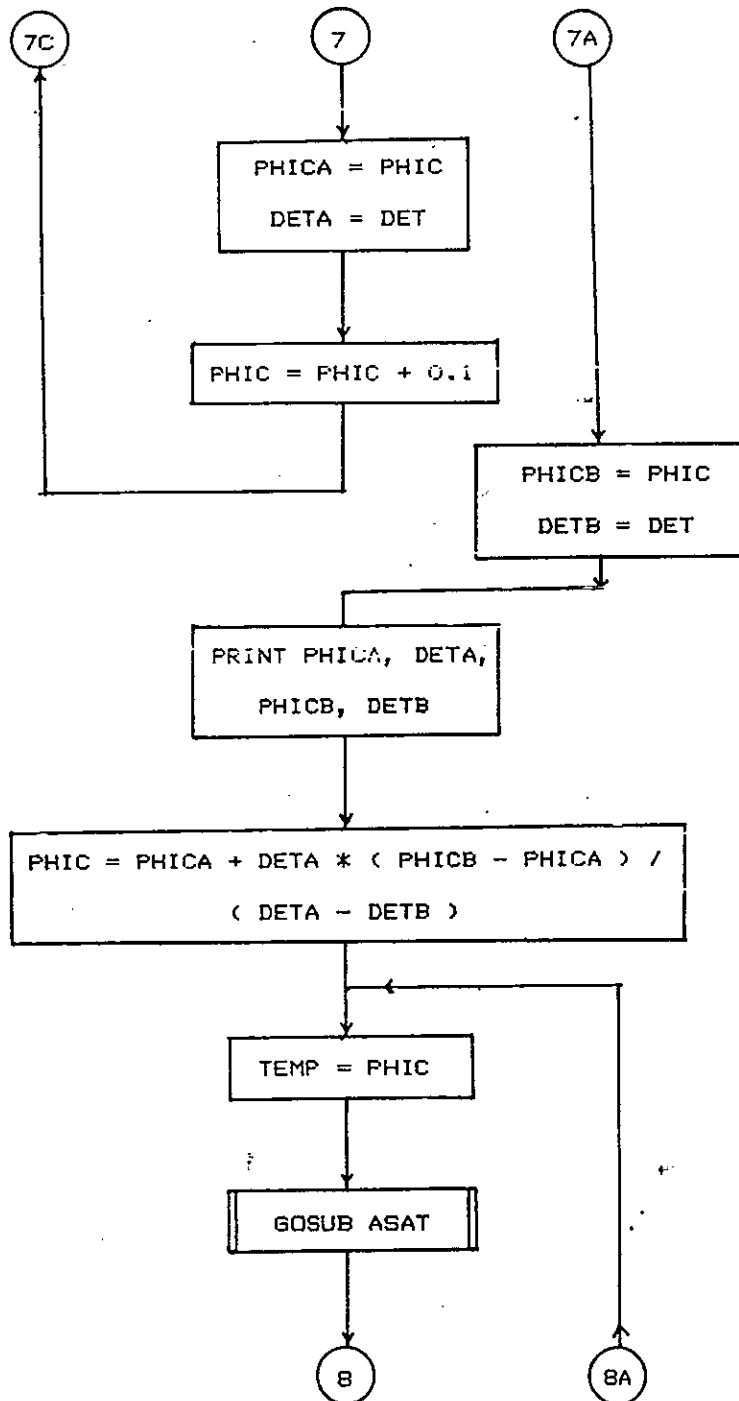 7C
7
7A
PHICA = PHIC
DETA = DET
PHIC = PHIC + 0.1
PHICB = PHIC
DETB = DET
PRINT PHICA, DETA,
PHICB, DETB
PHIC = PHICA + DETA * ( PHICB - PHICA ) /
( DETA - DETB )
TEMP = PHIC
GOSUB ASAT
8
8A